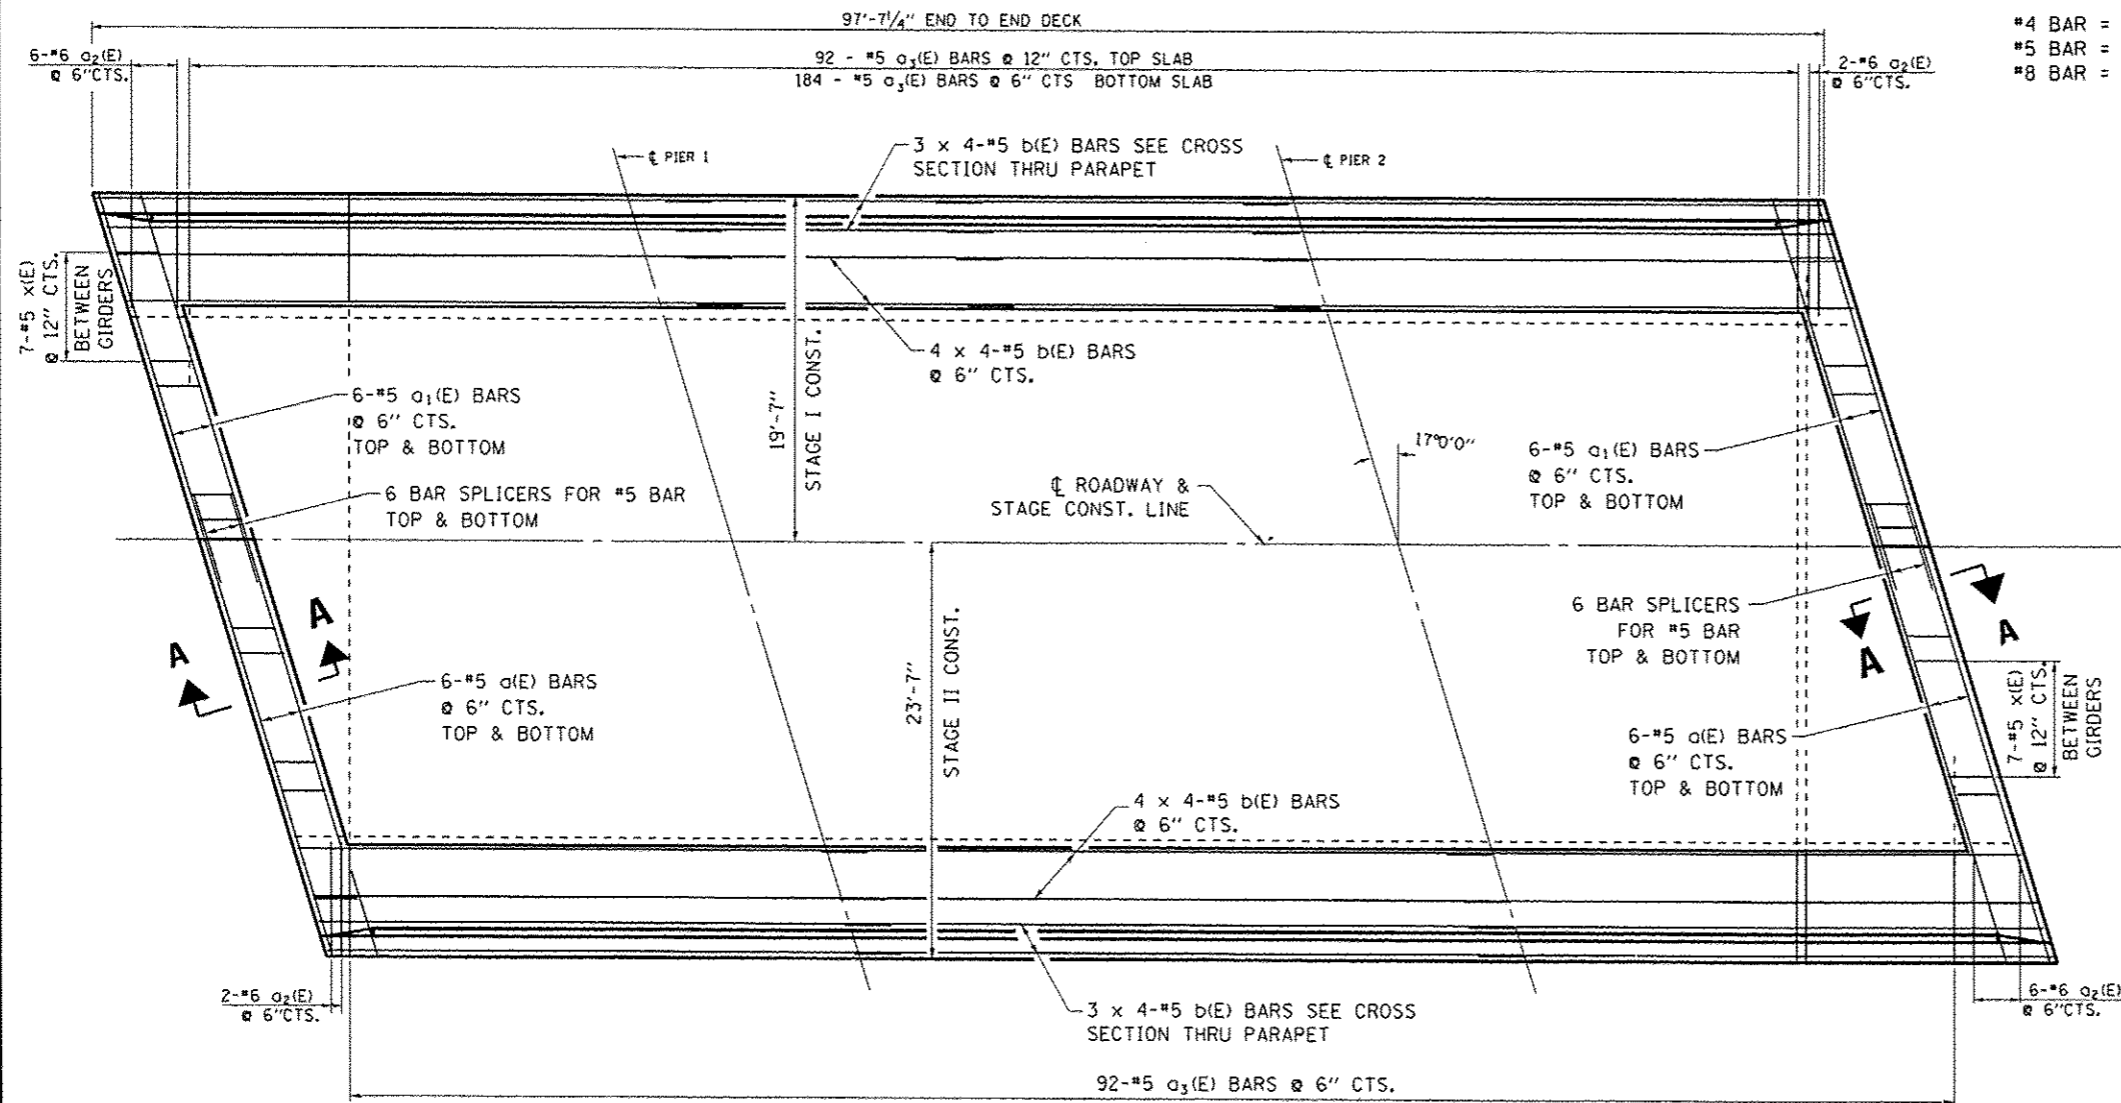 97'-7 1/4" END TO END DECK
#4 BAR =
#5 BAR =
#8 BAR =
6-#6 a2(E)
@ 6"CTS.
92 - #5 a3(E) BARS @ 12" CTS. TOP SLAB
184 - #5 a3(E) BARS @ 6" CTS BOTTOM SLAB
2-#6 a2(E)
@ 6"CTS.
℄ PIER 1
3 x 4-#5 b(E) BARS SEE CROSS
SECTION THRU PARAPET
℄ PIER 2
7-#5 x(E)
@ 12" CTS.
BETWEEN
GIRDERS
4 x 4-#5 b(E) BARS
@ 6" CTS.
19'-7"
STAGE I CONST.
6-#5 a1(E) BARS
@ 6" CTS.
TOP & BOTTOM
17°0'0"
6-#5 a1(E) BARS
@ 6" CTS.
TOP & BOTTOM
6 BAR SPLICERS FOR #5 BAR
TOP & BOTTOM
℄ ROADWAY &
STAGE CONST. LINE
A
A
6 BAR SPLICERS
FOR #5 BAR
TOP & BOTTOM
A
A
6-#5 a(E) BARS
@ 6" CTS.
TOP & BOTTOM
23'-7"
STAGE II CONST.
6-#5 a(E) BARS
@ 6" CTS.
TOP & BOTTOM
7-#5 x(E)
@ 12" CTS.
BETWEEN
GIRDERS
4 x 4-#5 b(E) BARS
@ 6" CTS.
2-#6 a2(E)
@ 6"CTS.
3 x 4-#5 b(E) BARS SEE CROSS
SECTION THRU PARAPET
6-#6 a2(E)
@ 6"CTS.
92-#5 a3(E) BARS @ 6" CTS.